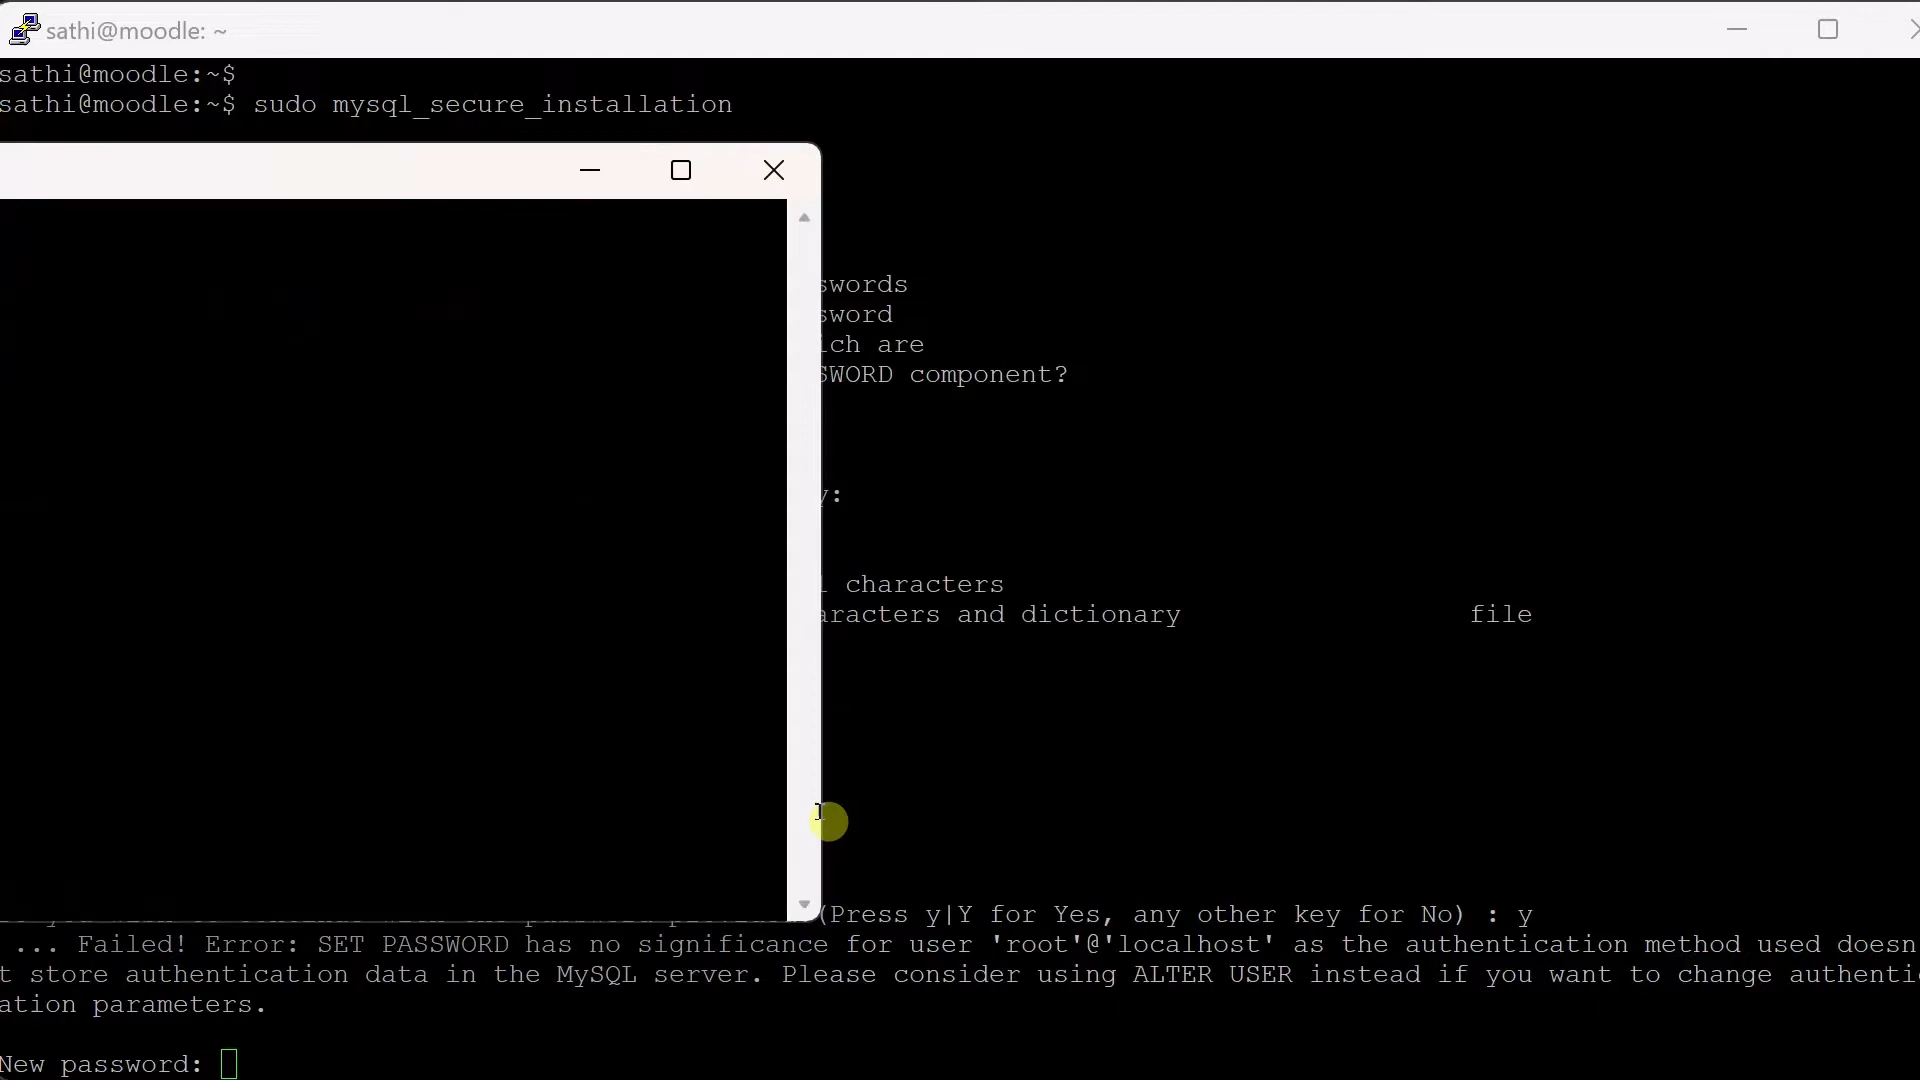 sathi@moodle: ~
sathi@moodle:~$
sathi@moodle:~$ sudo mysql_secure_installation
swords
sword
ich are
SWORD component?
y:
l characters
aracters and dictionary file
(Press y|Y for Yes, any other key for No) : y
... Failed! Error: SET PASSWORD has no significance for user 'root'@'localhost' as the authentication method used doesn
t store authentication data in the MySQL server. Please consider using ALTER USER instead if you want to change authenti
ation parameters.
New password: